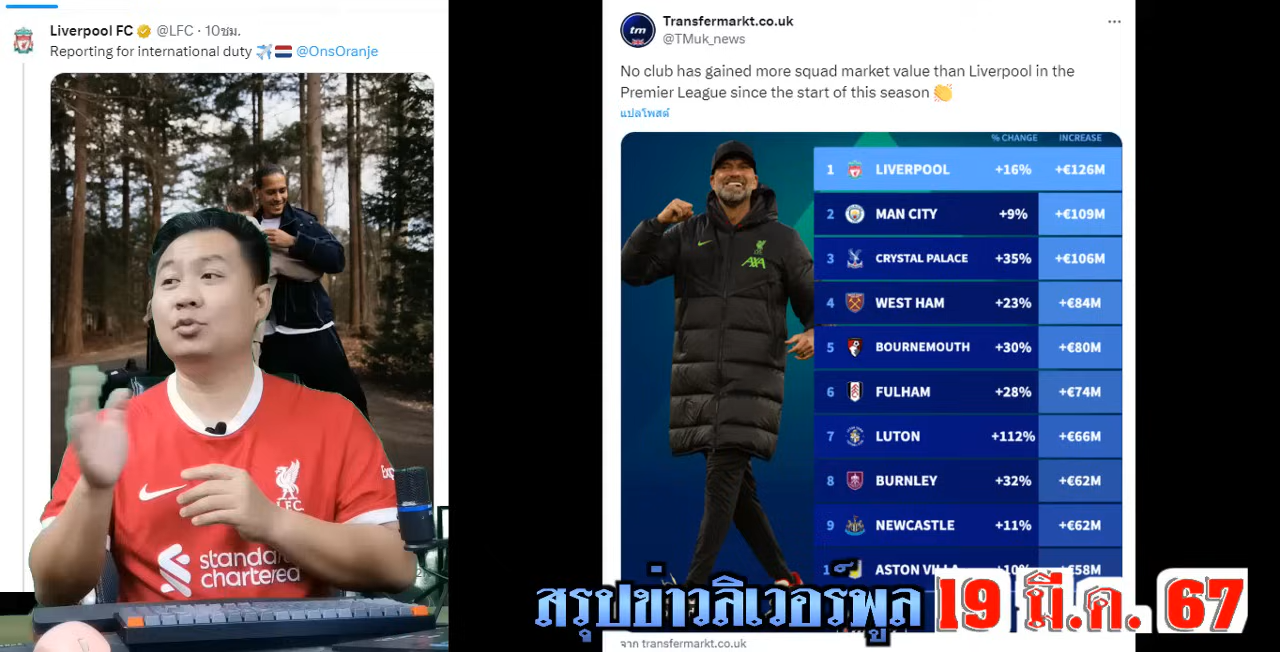 Liverpool FC @LFC · 10ชม.
Reporting for international duty @OnsOranje
LFC
standard
chartered
Transfermarkt.co.uk
@TMuk_news
No club has gained more squad market value than Liverpool in the
Premier League since the start of this season
แปลโพสต์
AXA
% CHANGE INCREASE
1 LIVERPOOL +16% +€126M
2 MAN CITY +9% +€109M
3 CRYSTAL PALACE +35% +€106M
4 WEST HAM +23% +€84M
5 BOURNEMOUTH +30% +€80M
6 FULHAM +28% +€74M
7 LUTON +112% +€66M
8 BURNLEY +32% +€62M
9 NEWCASTLE +11% +€62M
ASTON VILLA +10% +€58M
สรุปข่าวลิเวอร์พูล 19 มี.ค. 67
จาก transfermarkt.co.uk